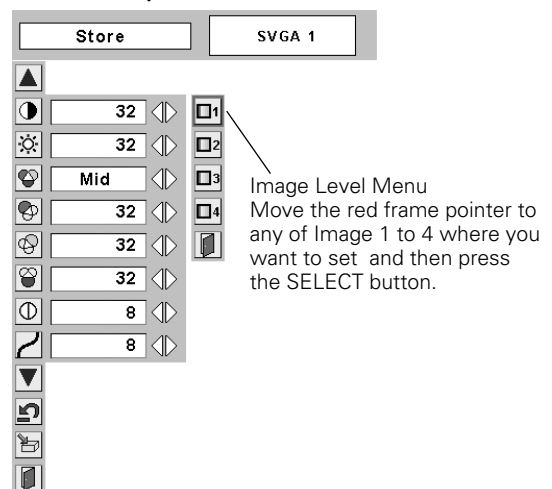 Store
SVGA 1
32
1
32
2
Mid
3
32
4
32
32
8
8
Image Level Menu
Move the red frame pointer to
any of Image 1 to 4 where you
want to set and then press
the SELECT button.